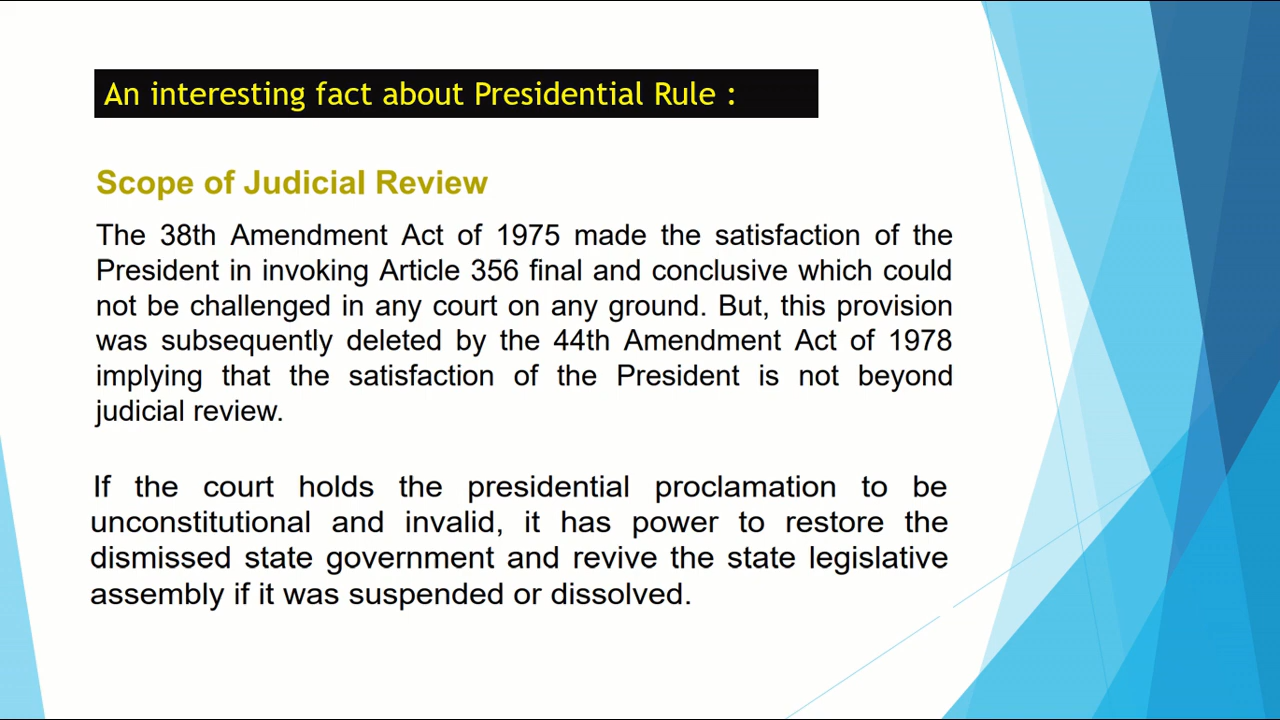 An interesting fact about Presidential Rule :
Scope of Judicial Review
The 38th Amendment Act of 1975 made the satisfaction of the
President in invoking Article 356 final and conclusive which could
not be challenged in any court on any ground. But, this provision
was subsequently deleted by the 44th Amendment Act of 1978
implying that the satisfaction of the President is not beyond
judicial review.
If the court holds the presidential proclamation to be
unconstitutional and invalid, it has power to restore the
dismissed state government and revive the state legislative
assembly if it was suspended or dissolved.